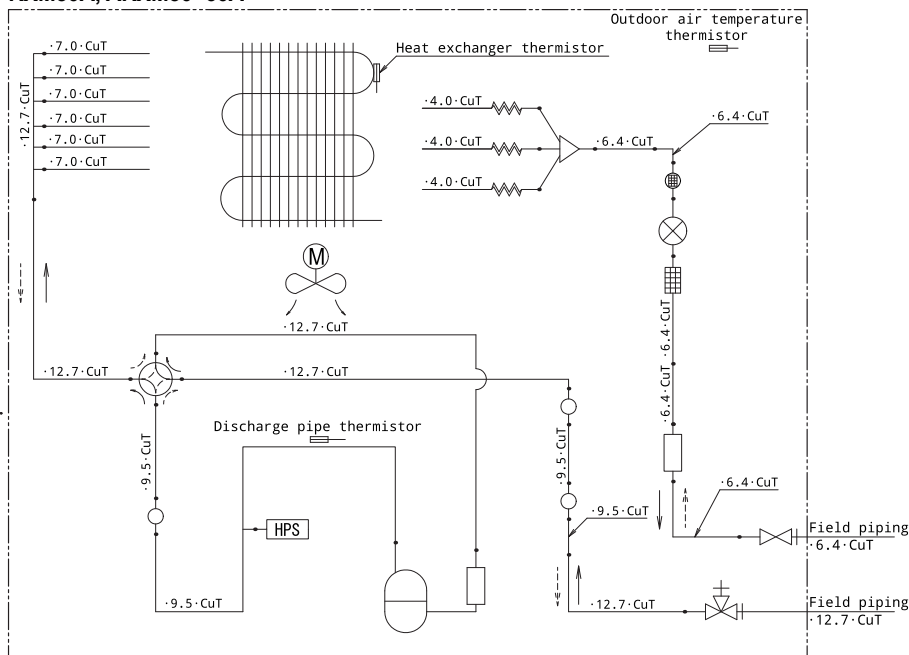 Outdoor air temperature
thermistor
Heat exchanger thermistor
·7.0·CuT
·7.0·CuT
·7.0·CuT
·7.0·CuT
·7.0·CuT
·7.0·CuT
·12.7·CuT
·4.0·CuT
·4.0·CuT
·4.0·CuT
·6.4·CuT
·6.4·CuT
M
·12.7·CuT
·12.7·CuT
·12.7·CuT
·6.4·CuT
·6.4·CuT
Discharge pipe thermistor
·9.5·CuT
·9.5·CuT
·6.4·CuT
·9.5·CuT
HPS
Field piping
·6.4·CuT
·9.5·CuT
·12.7·CuT
Field piping
·12.7·CuT